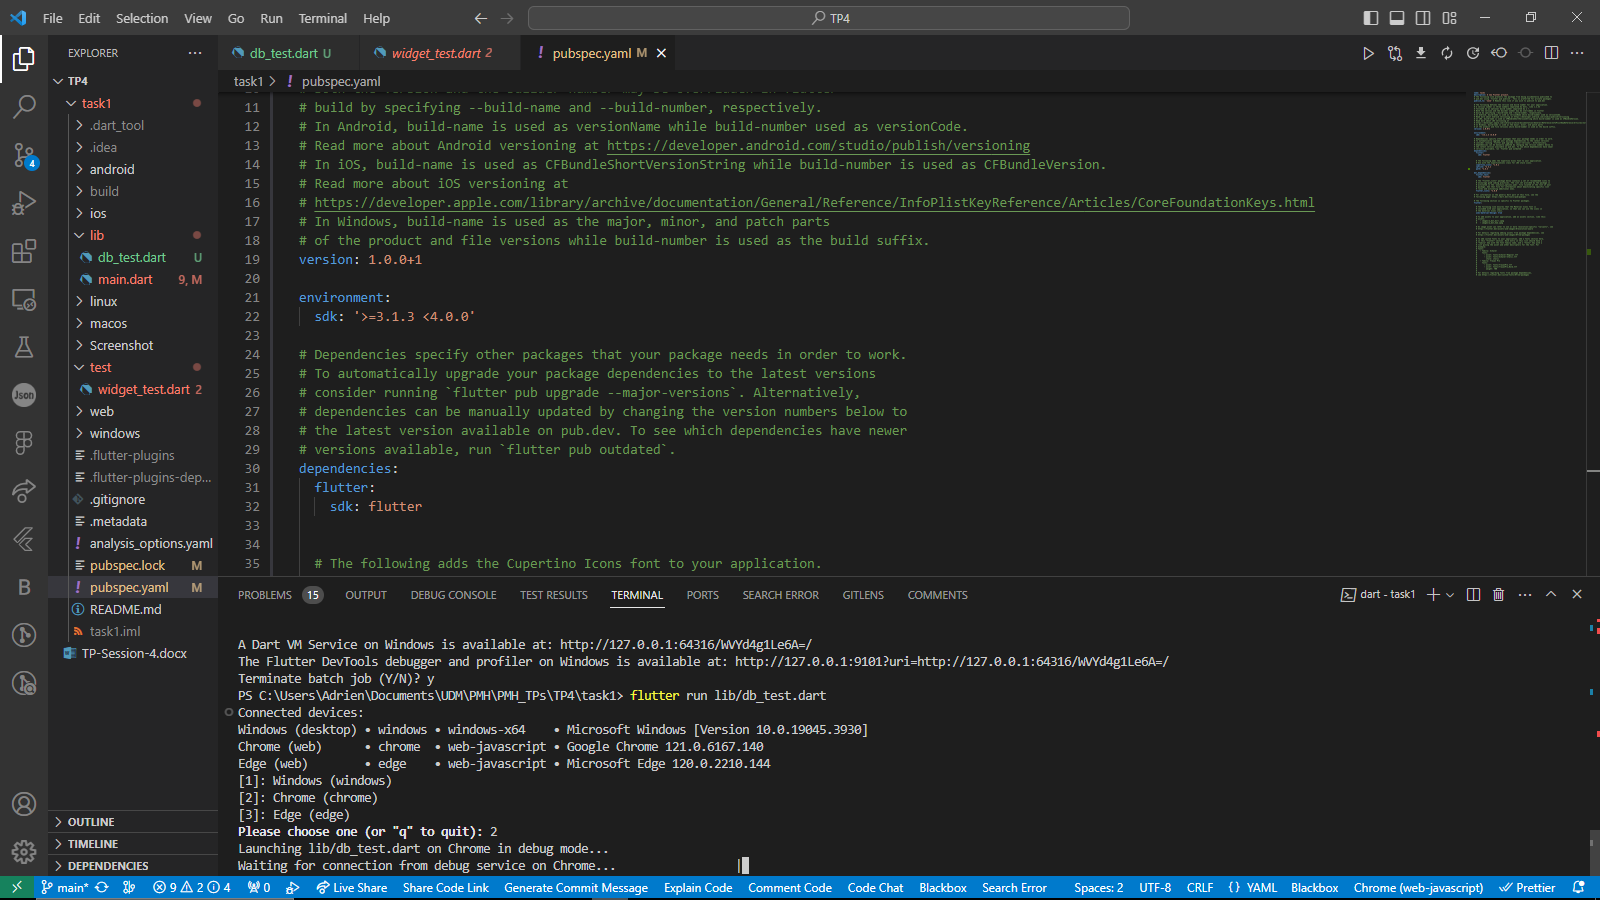 File Edit Selection View Go Run Terminal Help
TP4
EXPLORER
TP4
task1
.dart_tool
.idea
android
build
ios
lib
db_test.dart U
main.dart 9, M
linux
macos
Screenshot
test
widget_test.dart 2
web
windows
.flutter-plugins
.flutter-plugins-dep...
.gitignore
.metadata
analysis_options.yaml
pubspec.lock M
pubspec.yaml M
README.md
task1.iml
TP-Session-4.docx
OUTLINE
TIMELINE
DEPENDENCIES
4
Json
db_test.dart U
widget_test.dart 2
pubspec.yaml M
task1 > pubspec.yaml
11 # build by specifying --build-name and --build-number, respectively.
12 # In Android, build-name is used as versionName while build-number used as versionCode.
13 # Read more about Android versioning at https://developer.android.com/studio/publish/versioning
14 # In iOS, build-name is used as CFBundleShortVersionString while build-number is used as CFBundleVersion.
15 # Read more about iOS versioning at
16 # https://developer.apple.com/library/archive/documentation/General/Reference/InfoPlistKeyReference/Articles/CoreFoundationKeys.html
17 # In Windows, build-name is used as the major, minor, and patch parts
18 # of the product and file versions while build-number is used as the build suffix.
19 version: 1.0.0+1
20
21 environment:
22 sdk: '>=3.1.3 <4.0.0'
23
24 # Dependencies specify other packages that your package needs in order to work.
25 # To automatically upgrade your package dependencies to the latest versions
26 # consider running `flutter pub upgrade --major-versions`. Alternatively,
27 # dependencies can be manually updated by changing the version numbers below to
28 # the latest version available on pub.dev. To see which dependencies have newer
29 # versions available, run `flutter pub outdated`.
30 dependencies:
31 flutter:
32 sdk: flutter
33
34
35 # The following adds the Cupertino Icons font to your application.
PROBLEMS 15 OUTPUT DEBUG CONSOLE TEST RESULTS TERMINAL PORTS SEARCH ERROR GITLENS COMMENTS
dart - task1
A Dart VM Service on Windows is available at: http://127.0.0.1:64316/WVYd4g1Le6A=/
The Flutter DevTools debugger and profiler on Windows is available at: http://127.0.0.1:9101?uri=http://127.0.0.1:64316/WVYd4g1Le6A=/
Terminate batch job (Y/N)? y
PS C:\Users\Adrien\Documents\UDM\PMH\PMH_TPs\TP4\task1> flutter run lib/db_test.dart
Connected devices:
Windows (desktop) • windows • windows-x64 • Microsoft Windows [Version 10.0.19045.3930]
Chrome (web) • chrome • web-javascript • Google Chrome 121.0.6167.140
Edge (web) • edge • web-javascript • Microsoft Edge 120.0.2210.144
[1]: Windows (windows)
[2]: Chrome (chrome)
[3]: Edge (edge)
Please choose one (or "q" to quit): 2
Launching lib/db_test.dart on Chrome in debug mode...
Waiting for connection from debug service on Chrome...
main* 9 2 4 0 Live Share Share Code Link Generate Commit Message Explain Code Comment Code Code Chat Blackbox Search Error Spaces: 2 UTF-8 CRLF {} YAML Blackbox Chrome (web-javascript) Prettier